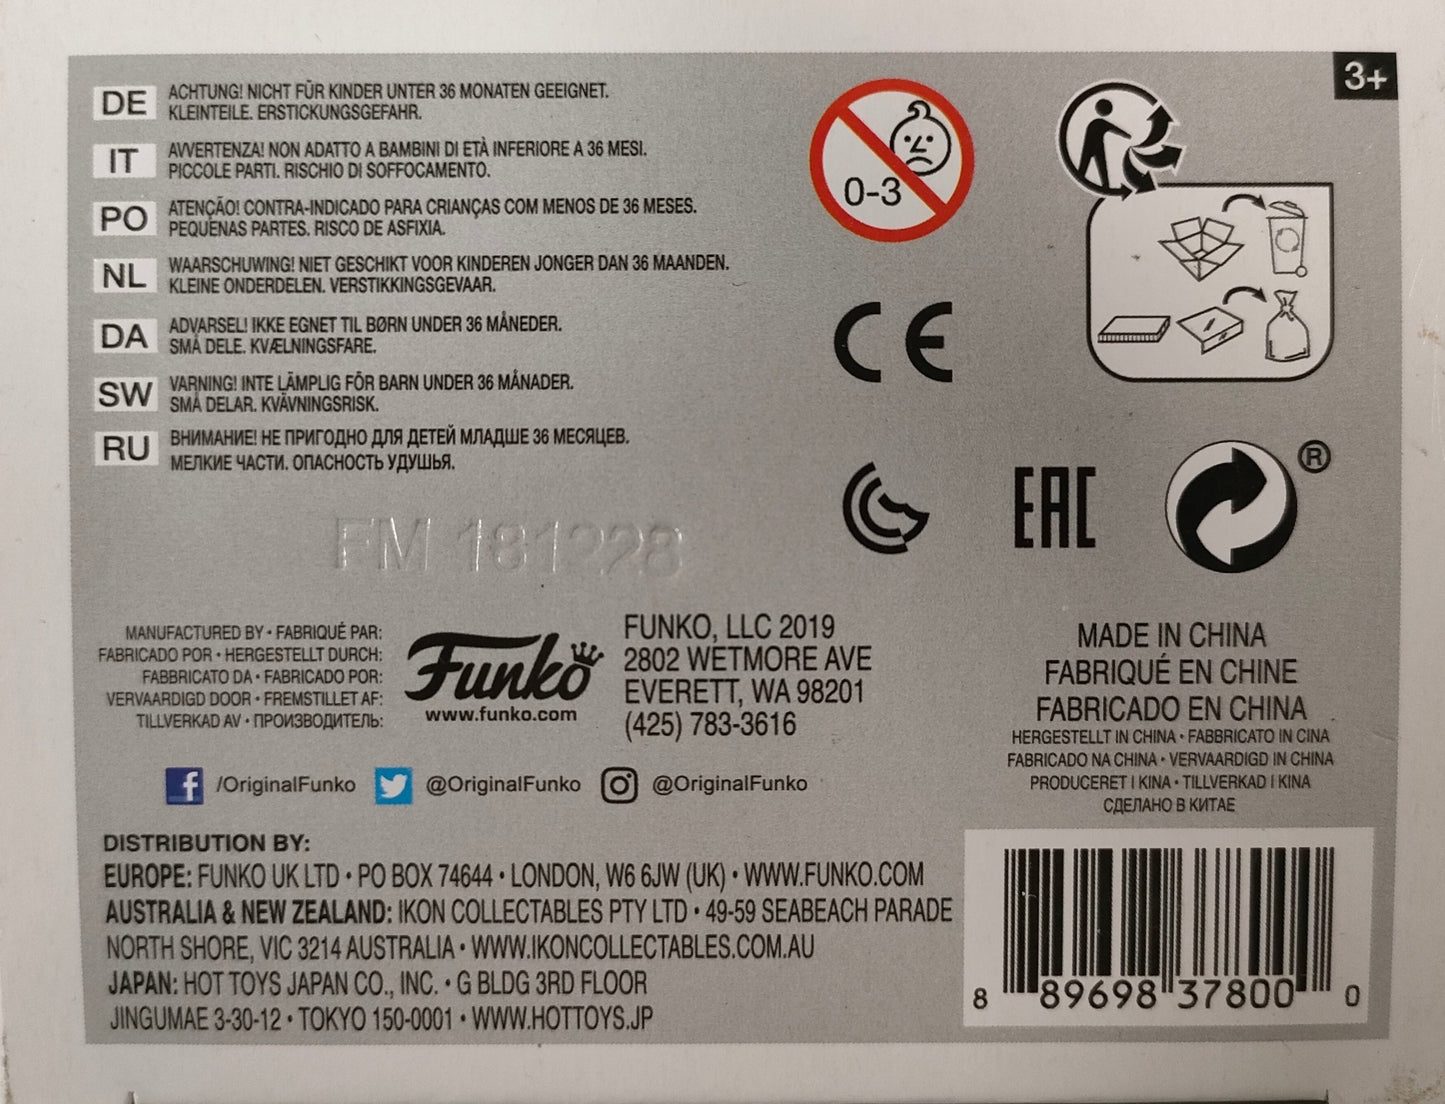 3+
DE ACHTUNG! NICHT FÜR KINDER UNTER 36 MONATEN GEEIGNET.
KLEINTEILE. ERSTICKUNGSGEFAHR.
IT AVVERTENZA! NON ADATTO A BAMBINI DI ETÀ INFERIORE A 36 MESI.
PICCOLE PARTI. RISCHIO DI SOFFOCAMENTO.
PO ATENÇÃO! CONTRA-INDICADO PARA CRIANÇAS COM MENOS DE 36 MESES.
PEQUENAS PARTES. RISCO DE ASFIXIA.
NL WAARSCHUWING! NIET GESCHIKT VOOR KINDEREN JONGER DAN 36 MAANDEN.
KLEINE ONDERDELEN. VERSTIKKINGSGEVAAR.
DA ADVARSEL! IKKE EGNET TIL BØRN UNDER 36 MÅNEDER.
SMÅ DELE. KVÆLNINGSFARE.
SW VARNING! INTE LÄMPLIG FÖR BARN UNDER 36 MÅNADER.
SMÅ DELAR. KVÄVNINGSRISK.
RU ВНИМАНИЕ! НЕ ПРИГОДНО ДЛЯ ДЕТЕЙ МЛАДШЕ 36 МЕСЯЦЕВ.
МЕЛКИЕ ЧАСТИ. ОПАСНОСТЬ УДУШЬЯ.
0-3
CE
EAC
®
FM 181228
MANUFACTURED BY • FABRIQUÉ PAR:
FABRICADO POR • HERGESTELLT DURCH:
FABBRICATO DA • FABRICADO POR:
VERVAARDIGD DOOR • FREMSTILLET AF:
TILLVERKAD AV • ПРОИЗВОДИТЕЛЬ:
Funko
www.funko.com
FUNKO, LLC 2019
2802 WETMORE AVE
EVERETT, WA 98201
(425) 783-3616
MADE IN CHINA
FABRIQUÉ EN CHINE
FABRICADO EN CHINA
HERGESTELLT IN CHINA • FABBRICATO IN CINA
FABRICADO NA CHINA • VERVAARDIGD IN CHINA
PRODUCERET I KINA • TILLVERKAD I KINA
СДЕЛАНО В КИТАЕ
f /OriginalFunko @OriginalFunko @OriginalFunko
DISTRIBUTION BY:
EUROPE: FUNKO UK LTD • PO BOX 74644 • LONDON, W6 6JW (UK) • WWW.FUNKO.COM
AUSTRALIA & NEW ZEALAND: IKON COLLECTABLES PTY LTD • 49-59 SEABEACH PARADE
NORTH SHORE, VIC 3214 AUSTRALIA • WWW.IKONCOLLECTABLES.COM.AU
JAPAN: HOT TOYS JAPAN CO., INC. • G BLDG 3RD FLOOR
JINGUMAE 3-30-12 • TOKYO 150-0001 • WWW.HOTTOYS.JP
8 89698 37800 0